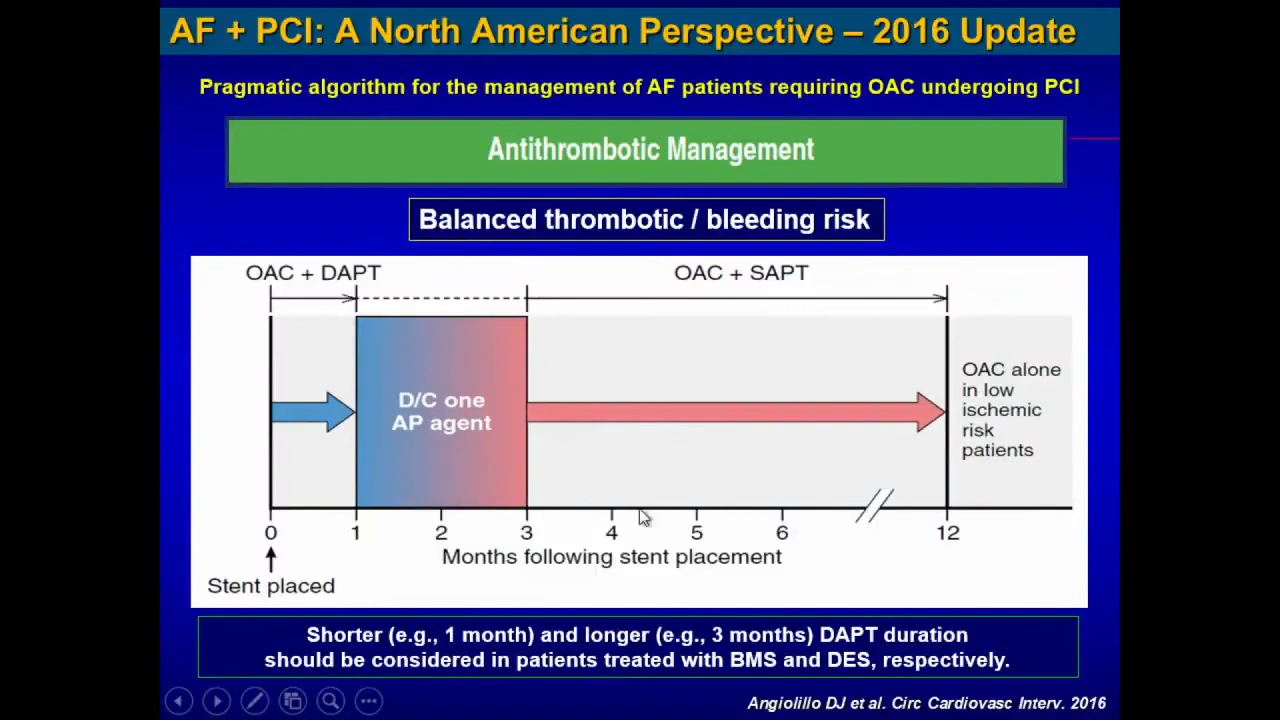 AF + PCI: A North American Perspective – 2016 Update
Pragmatic algorithm for the management of AF patients requiring OAC undergoing PCI
Antithrombotic Management
Balanced thrombotic / bleeding risk
OAC + DAPT
OAC + SAPT
D/C one
AP agent
OAC alone
in low
ischemic
risk
patients
0 1 2 3 4 5 6 12
Months following stent placement
Stent placed
Shorter (e.g., 1 month) and longer (e.g., 3 months) DAPT duration
should be considered in patients treated with BMS and DES, respectively.
Angiolillo DJ et al. Circ Cardiovasc Interv. 2016